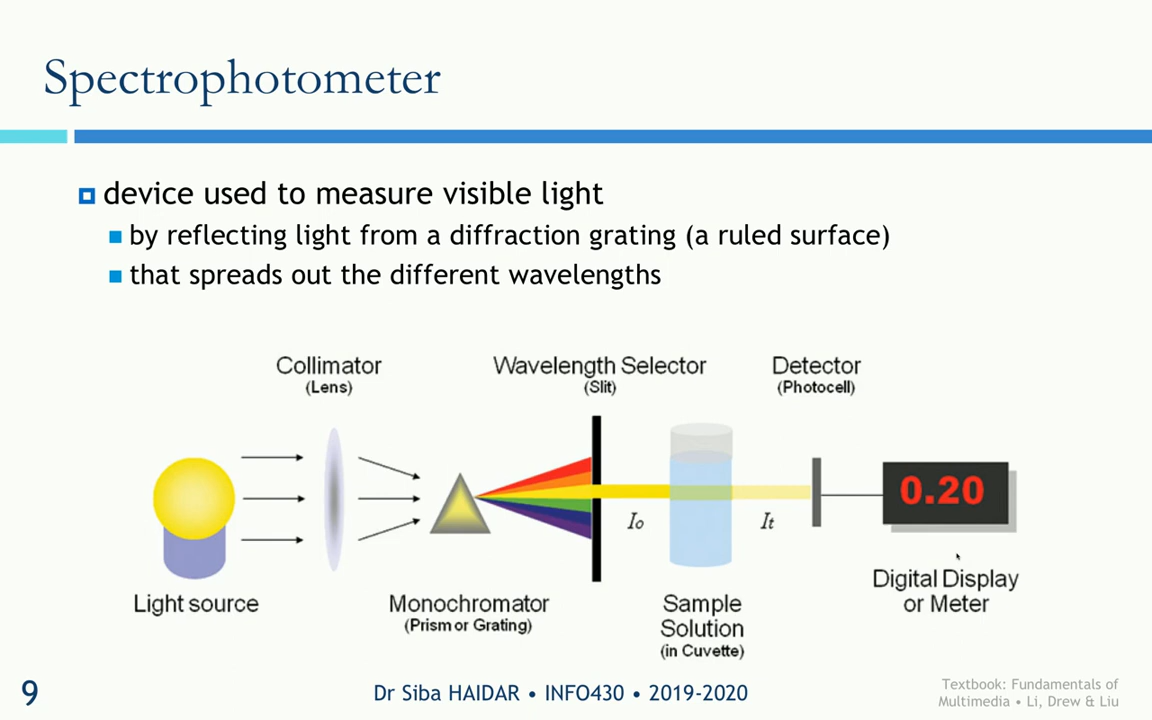 Spectrophotometer
device used to measure visible light
by reflecting light from a diffraction grating (a ruled surface)
that spreads out the different wavelengths
Collimator
(Lens)
Wavelength Selector
(Slit)
Detector
(Photocell)
0.20
Io
It
Light source
Monochromator
(Prism or Grating)
Sample
Solution
(in Cuvette)
Digital Display
or Meter
9
Dr Siba HAIDAR • INFO430 • 2019-2020
Textbook: Fundamentals of
Multimedia • Li, Drew & Liu